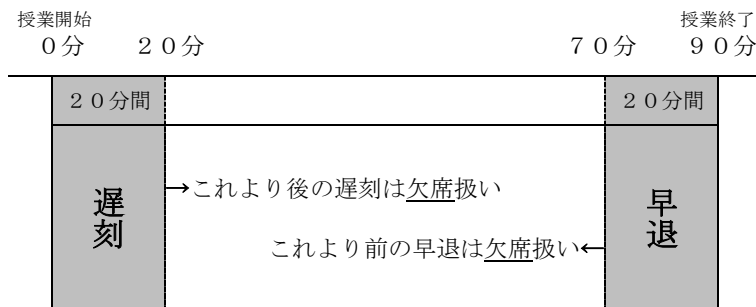 授業開始 授業終了
0分 20分 70分 90分
20分間 20分間
→これより後の遅刻は欠席扱い
遅刻 早退
これより前の早退は欠席扱い←